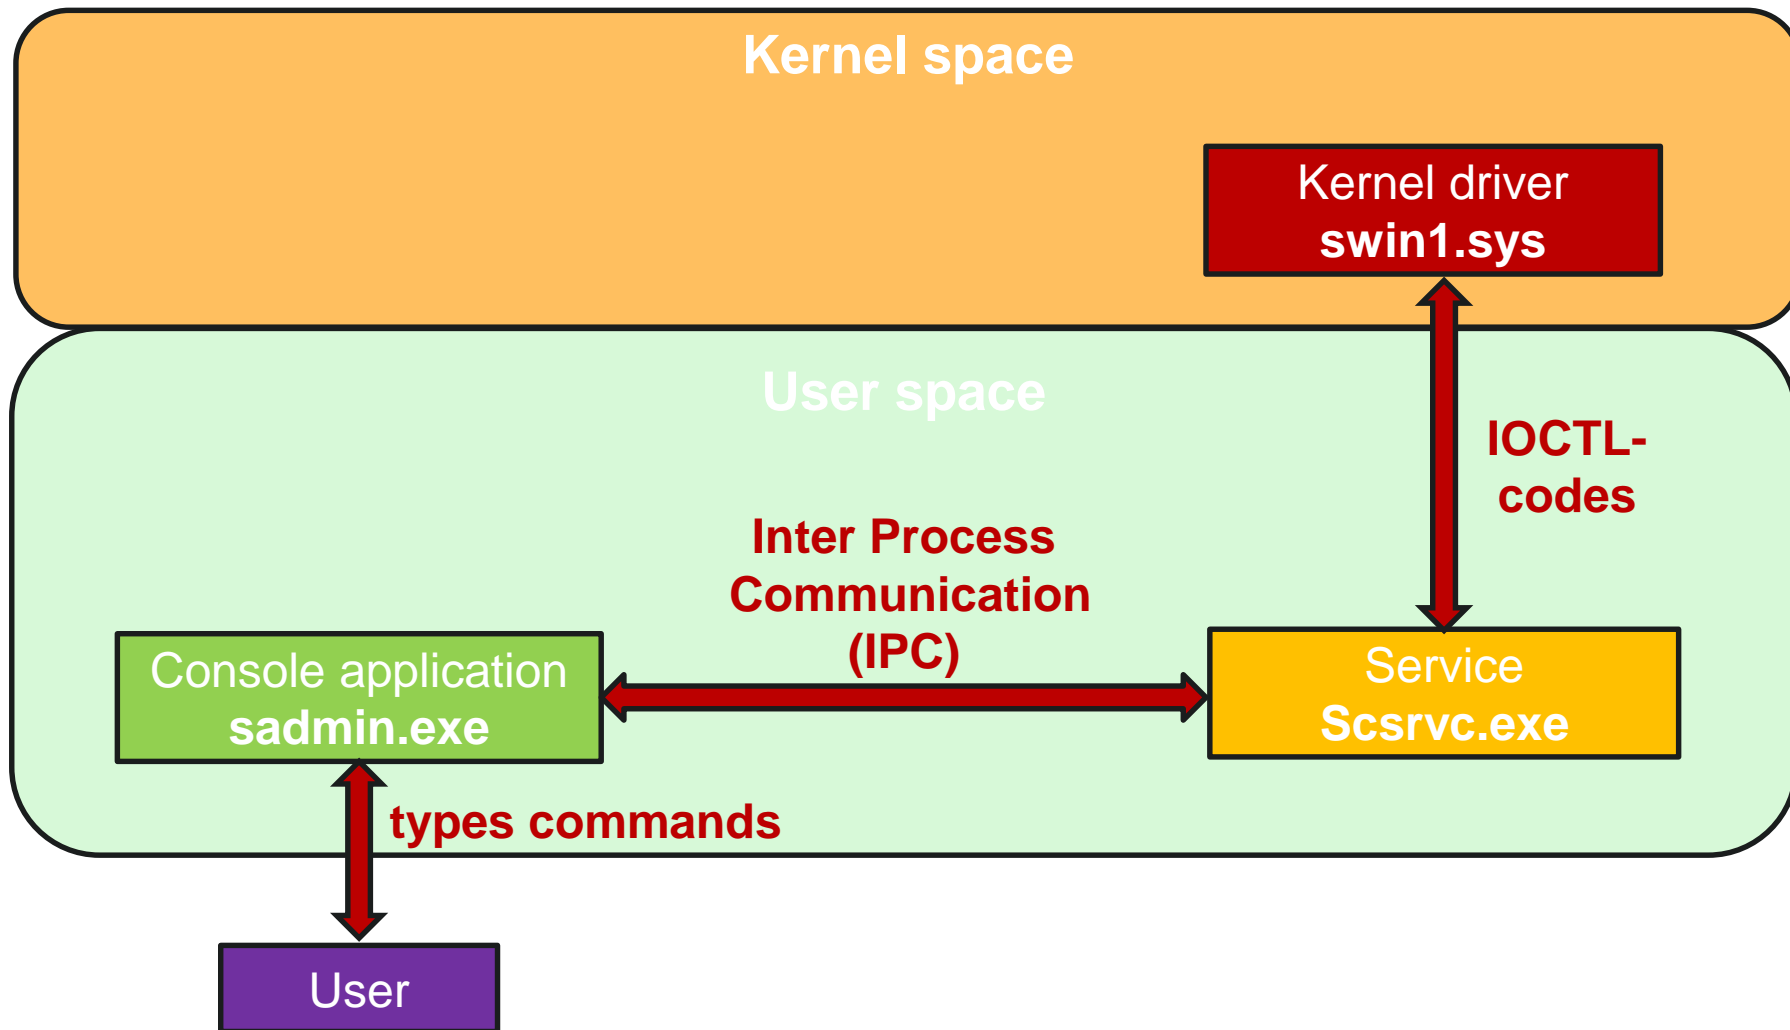 Kernel space
Kernel driver
swin1.sys
User space
IOCTL-
codes
Inter Process
Communication
(IPC)
Console application
sadmin.exe
Service
Scsrvc.exe
types commands
User